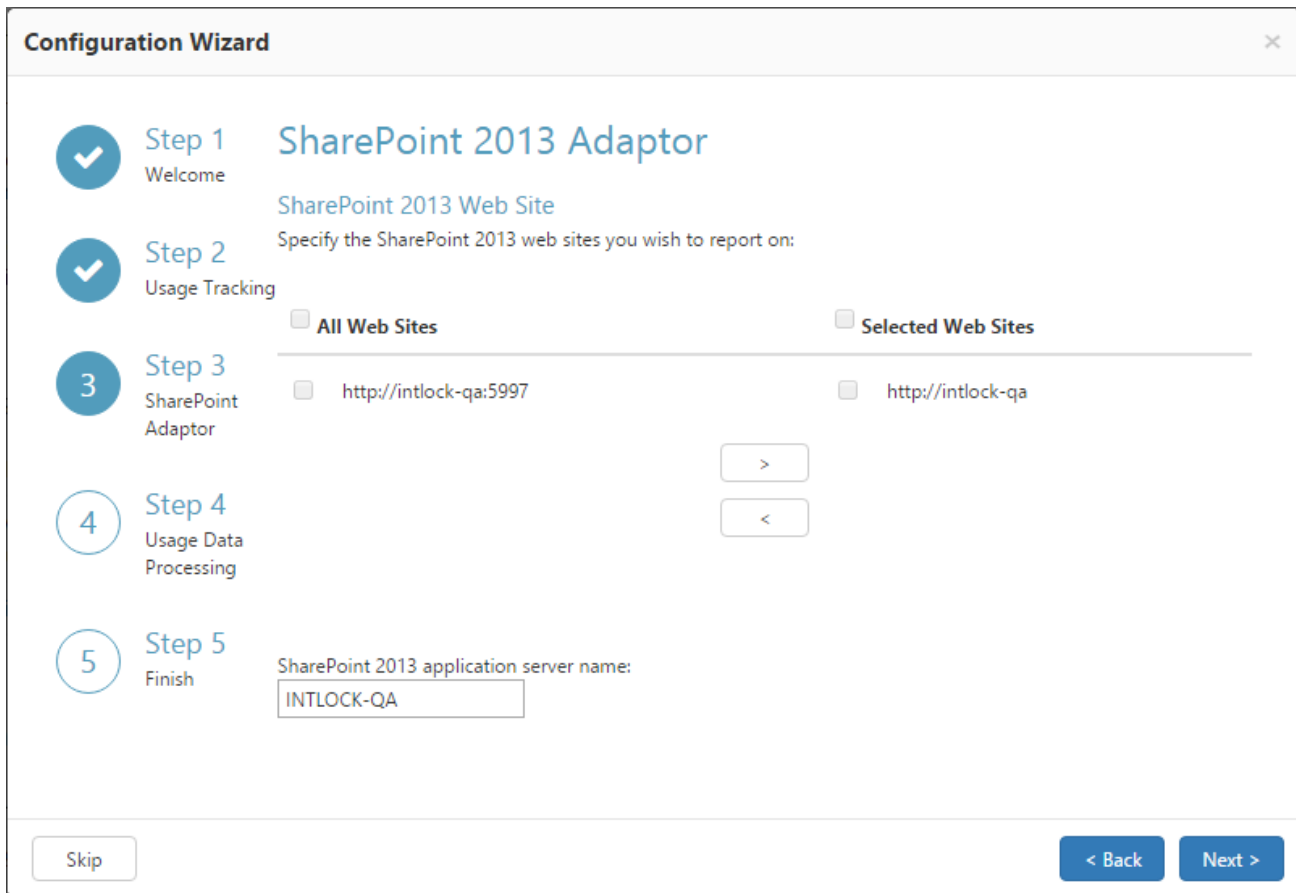 Configuration Wizard
×
Step 1
Welcome
Step 2
Usage Tracking
3
Step 3
SharePoint
Adaptor
4
Step 4
Usage Data
Processing
5
Step 5
Finish
SharePoint 2013 Adaptor
SharePoint 2013 Web Site
Specify the SharePoint 2013 web sites you wish to report on:
All Web Sites
Selected Web Sites
http://intlock-qa:5997
http://intlock-qa
>
<
SharePoint 2013 application server name:
INTLOCK-QA
Skip
< Back
Next >